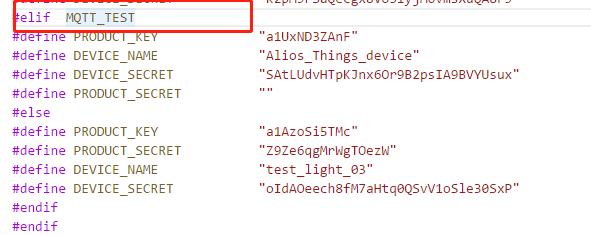 #elif  MQTT_TEST
#define PRODUCT_KEY "a1UxND3ZAnF"
#define DEVICE_NAME "Alios_Things_device"
#define DEVICE_SECRET "SAtLUdvHTpKJnx6Or9B2psIA9BVYUsux"
#define PRODUCT_SECRET ""
#else
#define PRODUCT_KEY "a1AzoSi5TMc"
#define PRODUCT_SECRET "Z9Ze6qgMrWgTOezW"
#define DEVICE_NAME "test_light_03"
#define DEVICE_SECRET "oIdAOeech8fM7aHtq0QSvV1oSle30SxP"
#endif
#endif